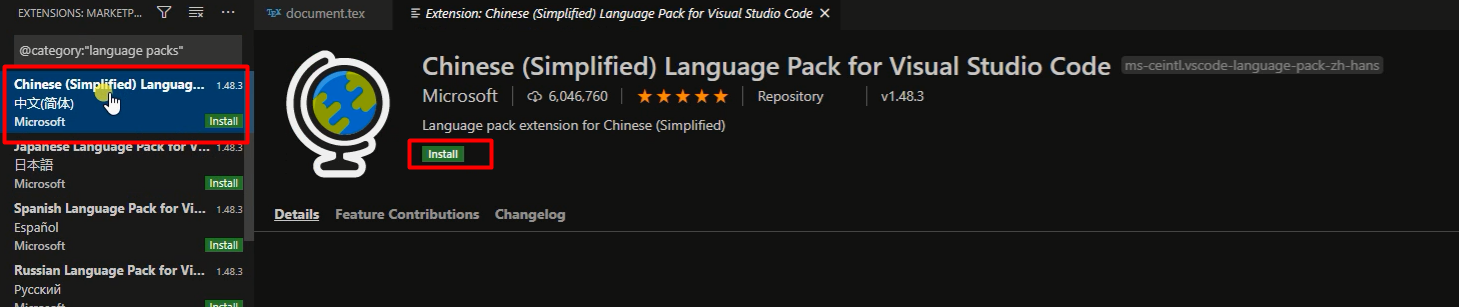 EXTENSIONS: MARKETP...
document.tex
Extension: Chinese (Simplified) Language Pack for Visual Studio Code
@category:"language packs"
Chinese (Simplified) Languag... 1.48.3
中文(简体)
Microsoft Install
Japanese Language Pack for V... 1.48.3
日本語
Microsoft Install
Spanish Language Pack for Vi... 1.48.3
Español
Microsoft Install
Russian Language Pack for Vi... 1.48.3
Русский
Microsoft Install
Chinese (Simplified) Language Pack for Visual Studio Code ms-ceintl.vscode-language-pack-zh-hans
Microsoft 6,046,760 Repository v1.48.3
Language pack extension for Chinese (Simplified)
Install
Details Feature Contributions Changelog